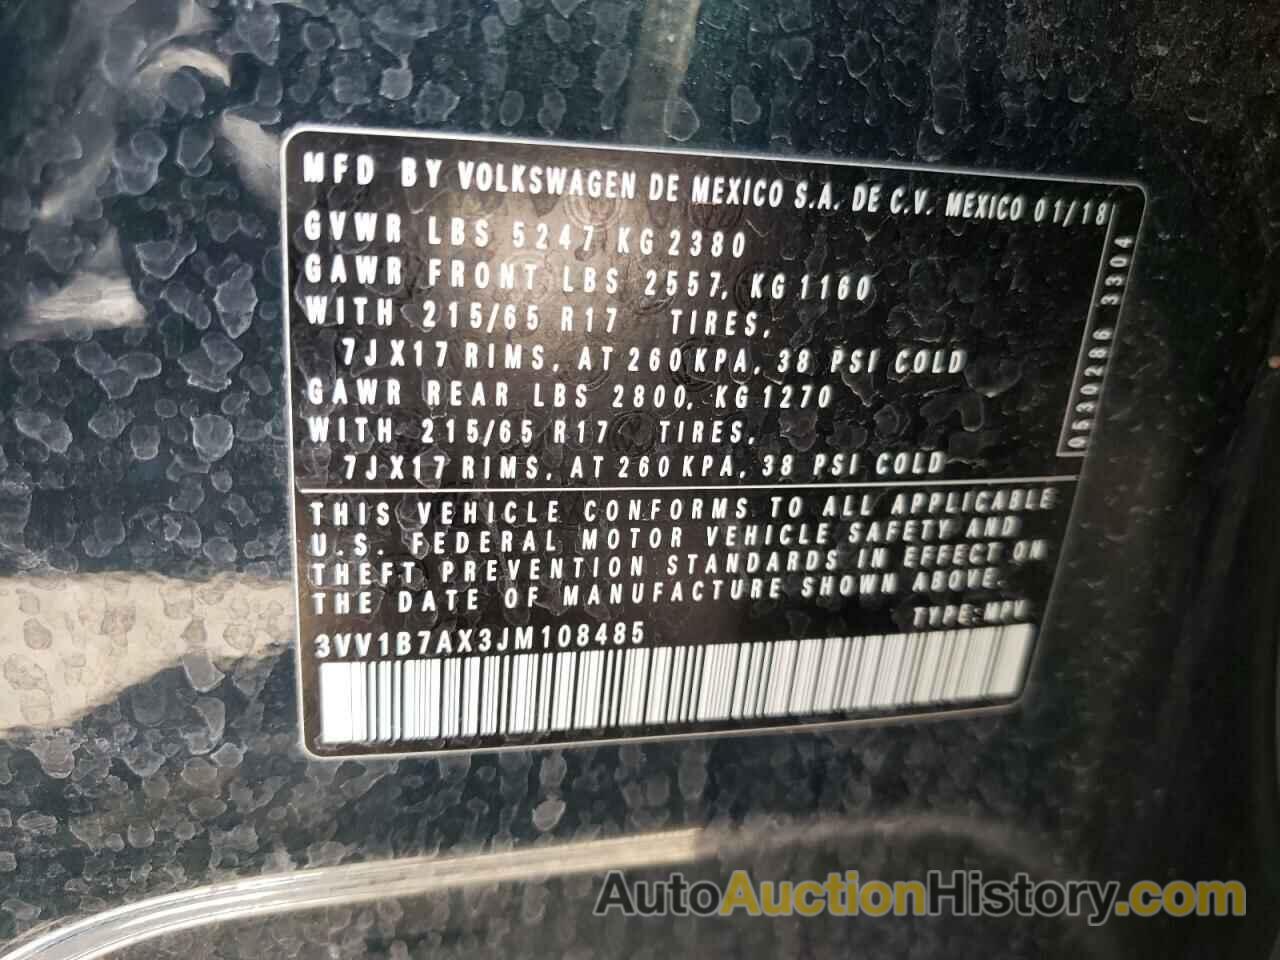 MFD BY VOLKSWAGEN DE MEXICO S.A. DE C.V. MEXICO 01/18
GVWR LBS 5247 KG 2380
GAWR FRONT LBS 2557, KG 1160
WITH 215/65 R17 TIRES,
7JX17 RIMS, AT 260 KPA, 38 PSI COLD
GAWR REAR LBS 2800, KG 1270
WITH 215/65 R17 TIRES,
7JX17 RIMS, AT 260 KPA, 38 PSI COLD
0530286 3304
THIS VEHICLE CONFORMS TO ALL APPLICABLE
U.S. FEDERAL MOTOR VEHICLE SAFETY AND
THEFT PREVENTION STANDARDS IN EFFECT ON
THE DATE OF MANUFACTURE SHOWN ABOVE.
3VV1B7AX3JM108485 TYPE: MPV
AutoAuctionHistory.com